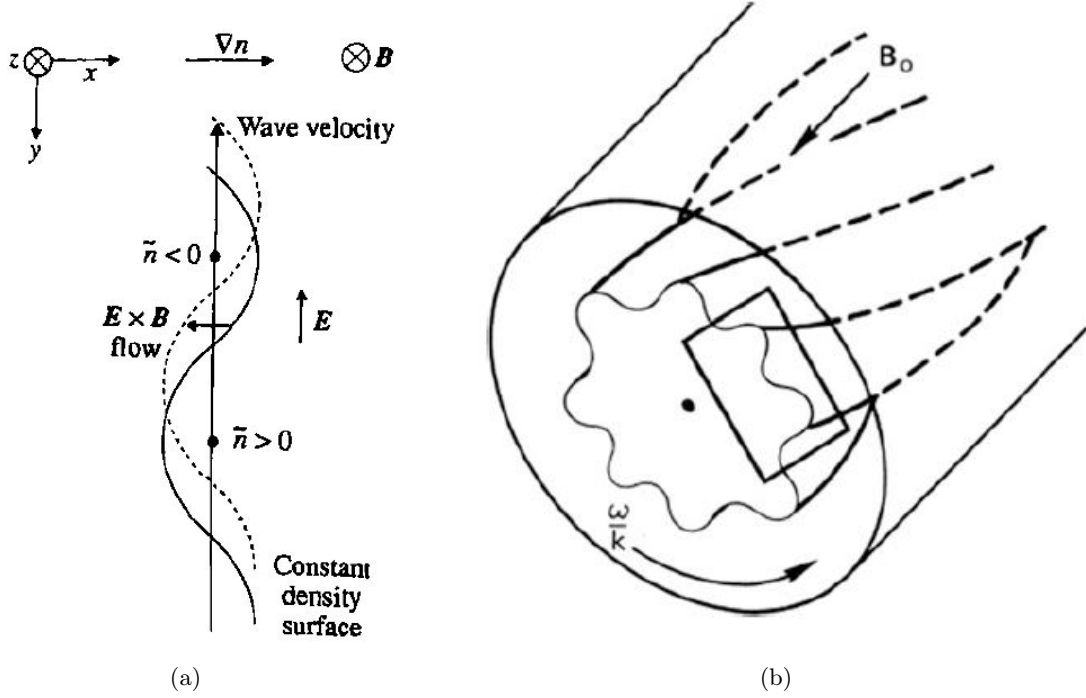 z x ∇n B
y
Wave velocity
ñ < 0
E × B
flow
E
ñ > 0
Constant
density
surface
(a)
B₀
ω/k
(b)